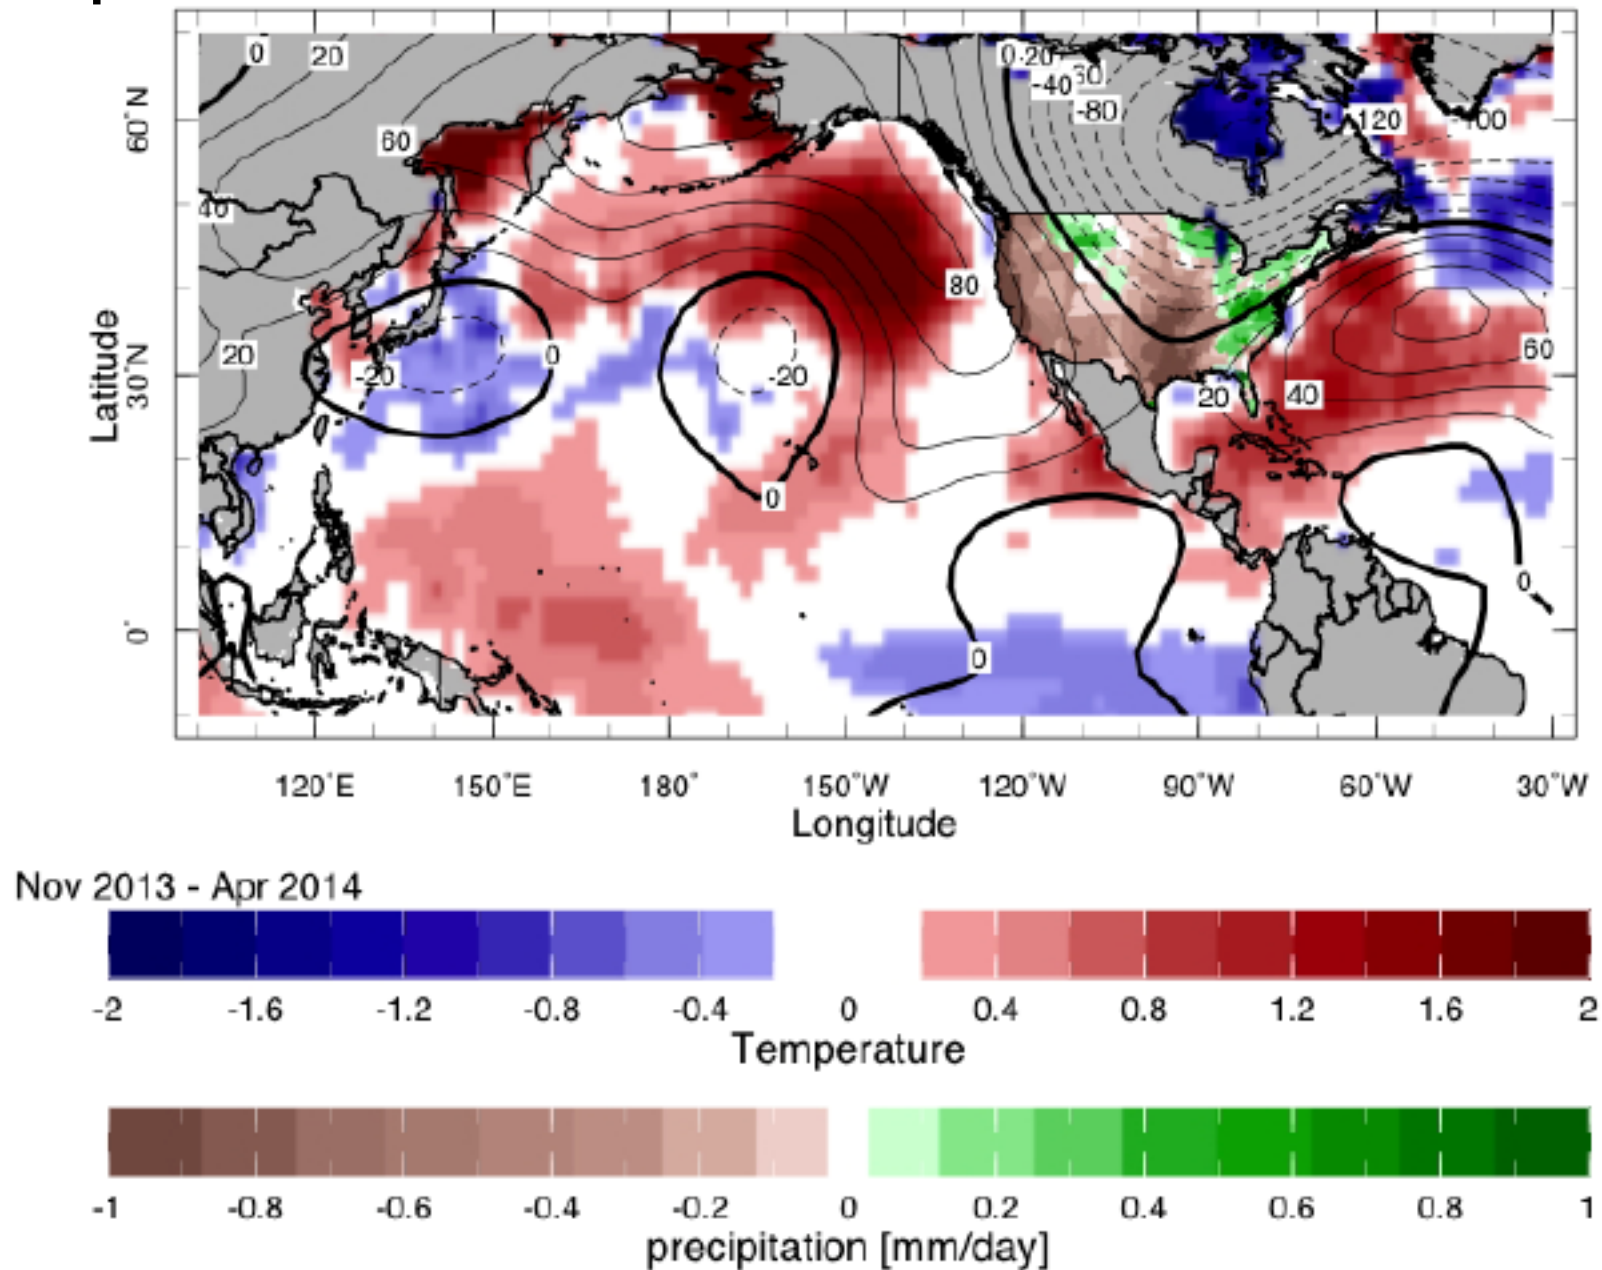 0 20 0 -20
-40 60
-80
60° N 60 -120 -100
40
Latitude
80
30° N 20 -20 0 -20 20 40 60
0
0
0° 0
120°E 150°E 180° 150°W 120°W 90°W 60°W 30°W
Longitude
Nov 2013 - Apr 2014
-2 -1.6 -1.2 -0.8 -0.4 0 0.4 0.8 1.2 1.6 2
Temperature
-1 -0.8 -0.6 -0.4 -0.2 0 0.2 0.4 0.6 0.8 1
precipitation [mm/day]